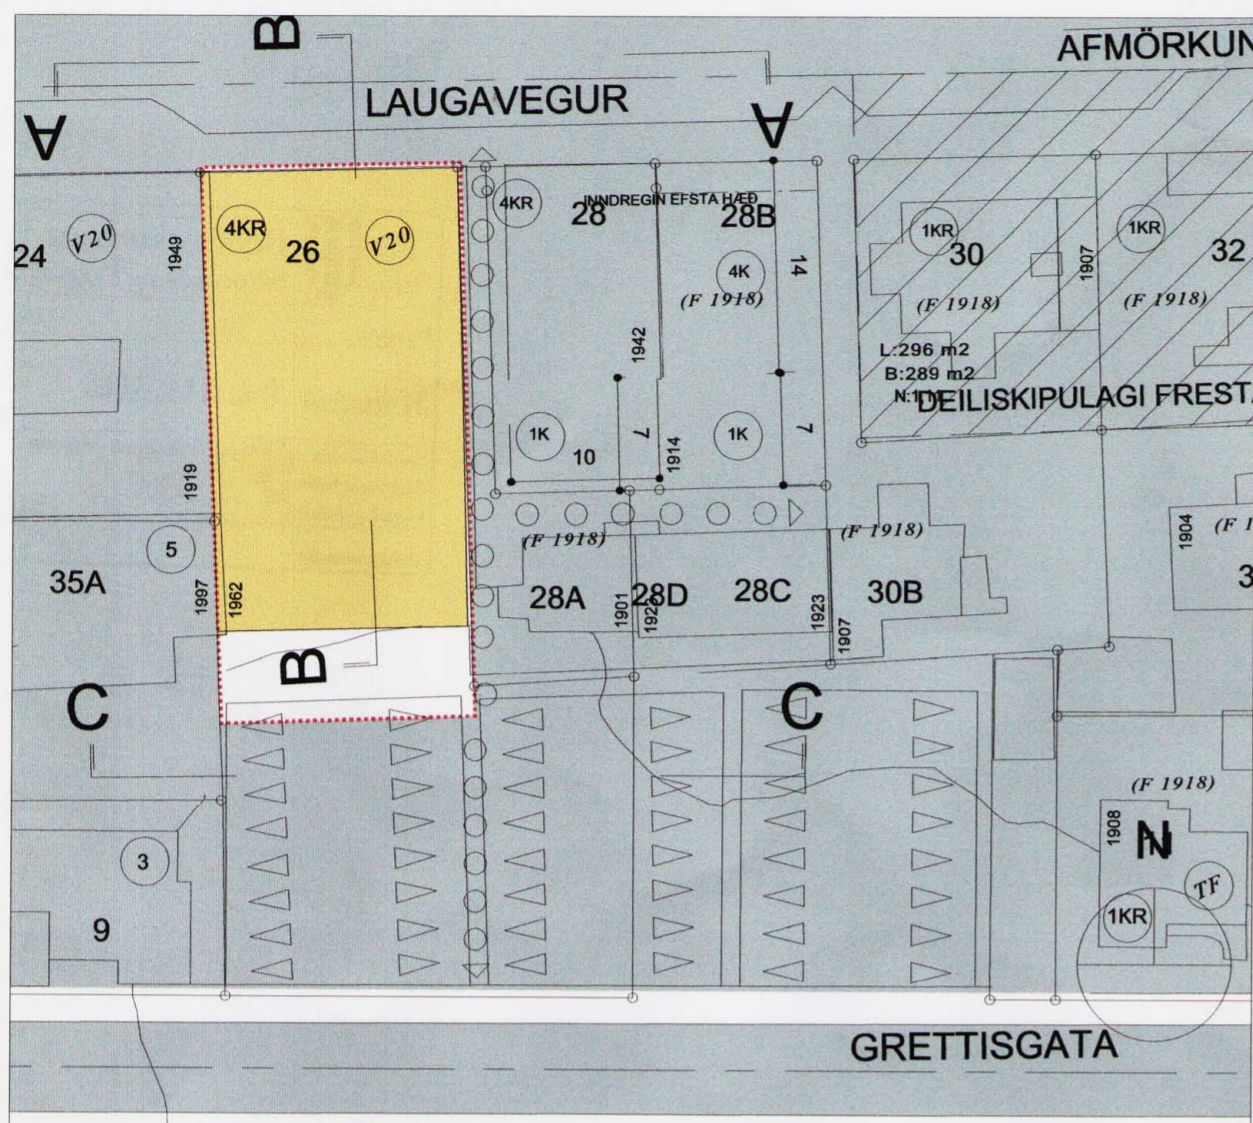 B
AFMÖRKUN
LAUGAVEGUR
A
A
4KR
26
V20
24
V20
1949
4KR
28
INNDREGIN EFSTA HÆÐ
28B
4K
14
(F 1918)
1942
1KR
30
(F 1918)
1907
1KR
32
(F 1918)
L:296 m2
B:289 m2
DEILISKIPULAGI FRESTA
1K
10
7
1914
1K
7
1919
5
35A
1997
1962
(F 1918)
28A
1901
28D
28C
1923
(F 1918)
30B
1907
1904
(F 1
3
B
C
C
(F 1918)
1908
N
TF
1KR
3
9
GRETTISGATA